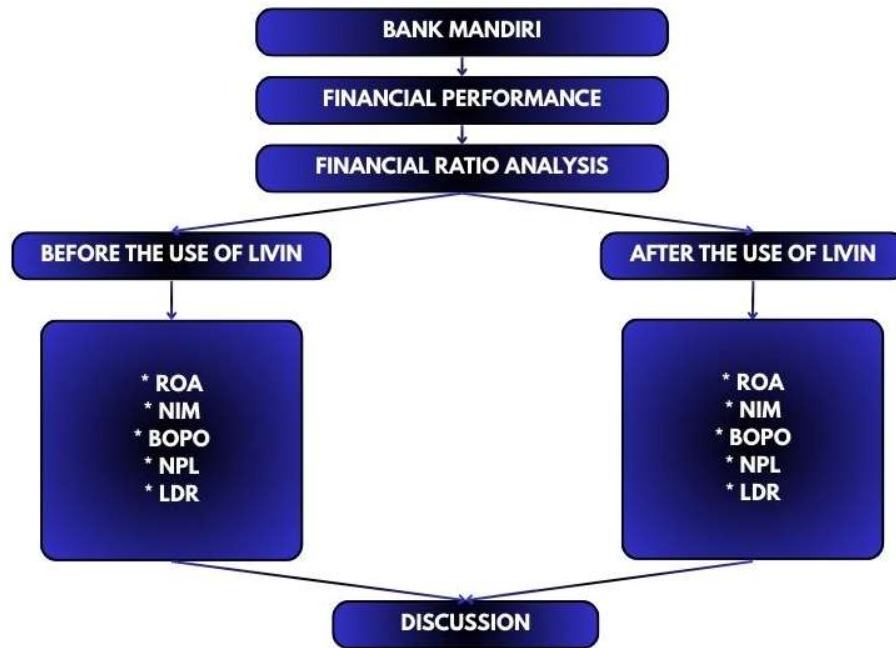 BANK MANDIRI
FINANCIAL PERFORMANCE
FINANCIAL RATIO ANALYSIS
BEFORE THE USE OF LIVIN
AFTER THE USE OF LIVIN
* ROA
* NIM
* BOPO
* NPL
* LDR
* ROA
* NIM
* BOPO
* NPL
* LDR
DISCUSSION